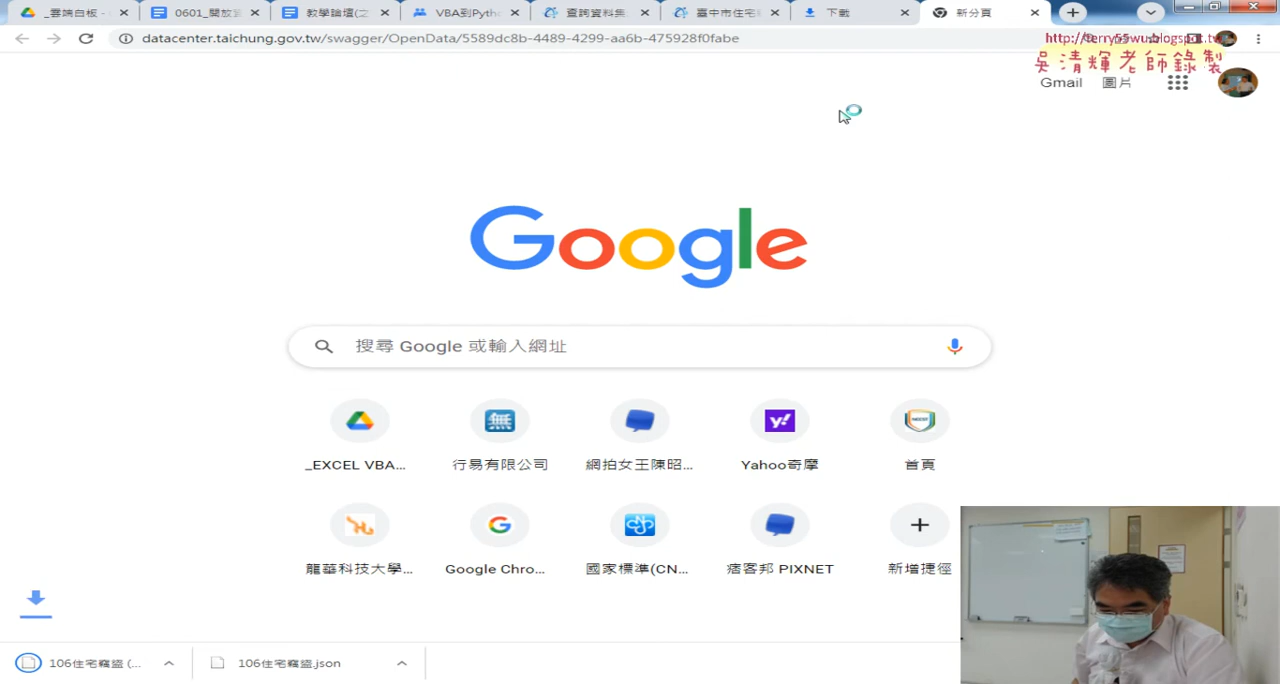 _雲端白板 -
0601_開放資
教學論壇(之
VBA到Pytho
查詢資料集
臺中市住宅
下載
新分頁
datacenter.taichung.gov.tw/swagger/OpenData/5589dc8b-4489-4299-aa6b-475928f0fabe
http://terry55wu.blogspot.tw
吳清輝老師錄製
Gmail
圖片
Google
搜尋 Google 或輸入網址
_EXCEL VBA...
行易有限公司
網拍女王陳昭...
Yahoo奇摩
首頁
龍華科技大學...
Google Chro...
國家標準(CN...
痞客邦 PIXNET
新增捷徑
106住宅竊盜 (...
106住宅竊盜.json